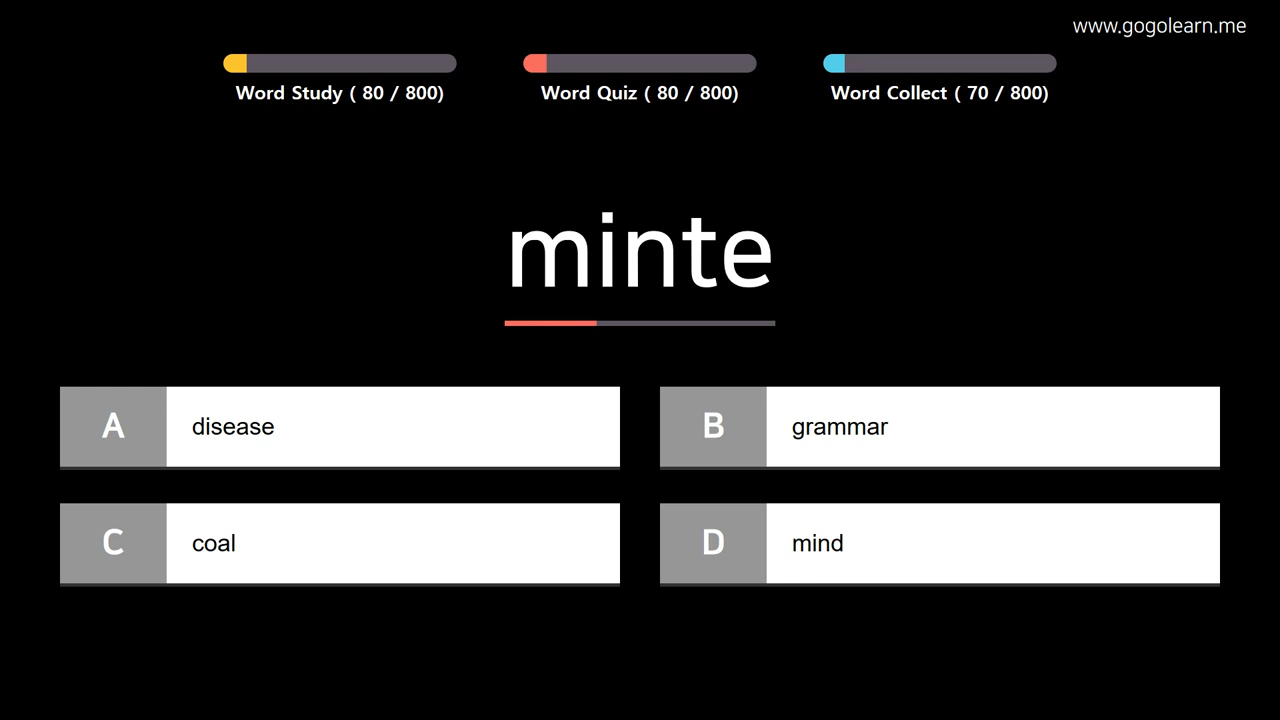 www.gogolearn.me
Word Study ( 80 / 800)
Word Quiz ( 80 / 800)
Word Collect ( 70 / 800)
minte
A disease
B grammar
C coal
D mind